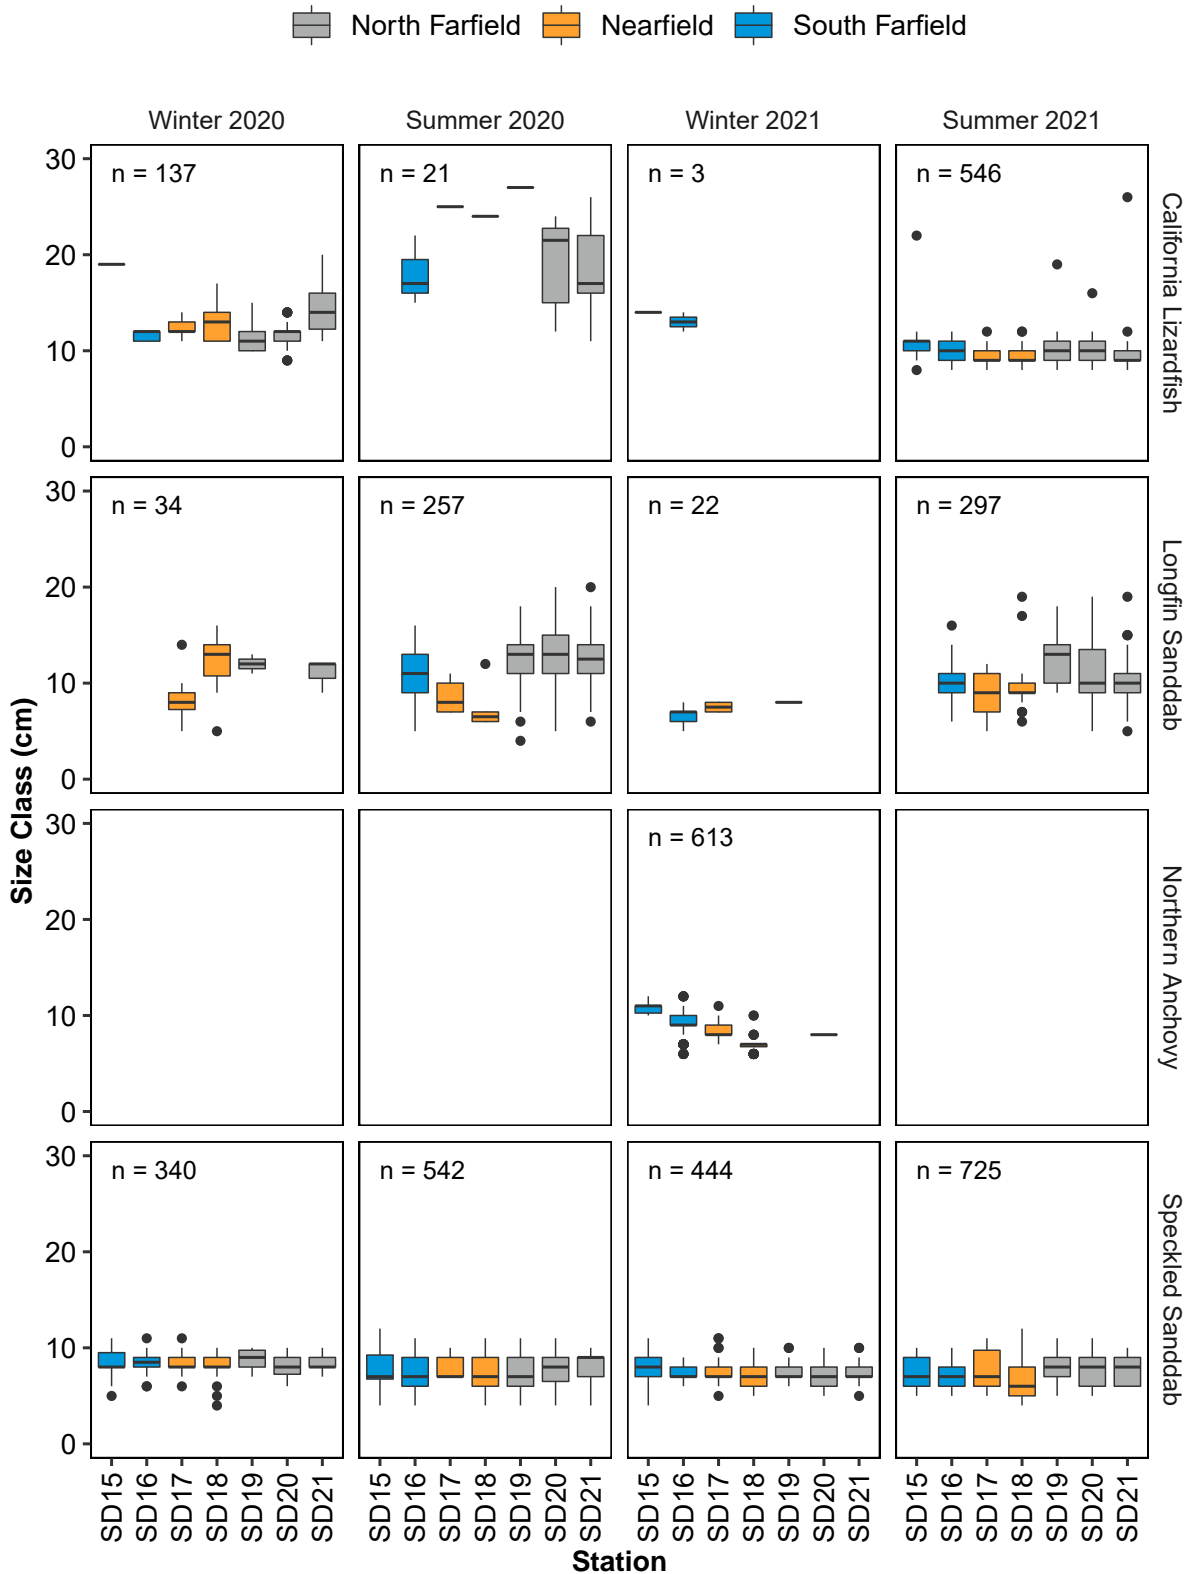 North Farfield Nearfield South Farfield
Winter 2020 Summer 2020 Winter 2021 Summer 2021
30 n = 137 n = 21 n = 3 n = 546
20
10
0
California Lizardfish
30 n = 34 n = 257 n = 22 n = 297
20
10
0
Longfin Sanddab
Size Class (cm)
30 n = 613
20
10
0
Northern Anchovy
30 n = 340 n = 542 n = 444 n = 725
20
10
0
Speckled Sanddab
SD15 SD16 SD17 SD18 SD19 SD20 SD21 SD15 SD16 SD17 SD18 SD19 SD20 SD21 SD15 SD16 SD17 SD18 SD19 SD20 SD21 SD15 SD16 SD17 SD18 SD19 SD20 SD21
Station